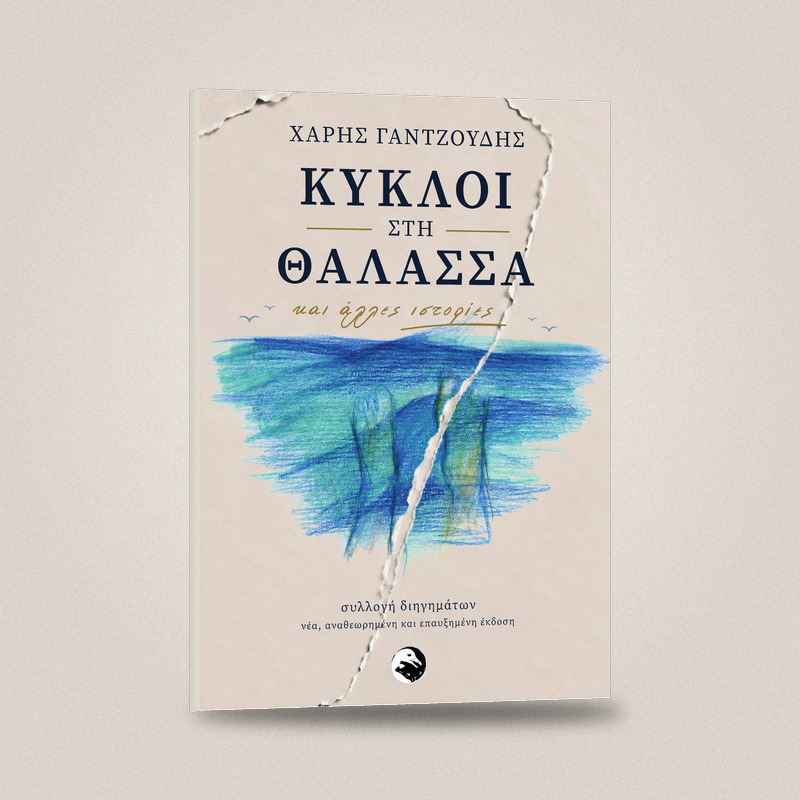 ΧΑΡΗΣ ΓΑΝΤΖΟΥΔΗΣ
ΚΥΚΛΟΙ
ΣΤΗ
ΘΑΛΑΣΣΑ
και άλλες ιστορίες
συλλογή διηγημάτων
νέα, αναθεωρημένη και επαυξημένη έκδοση